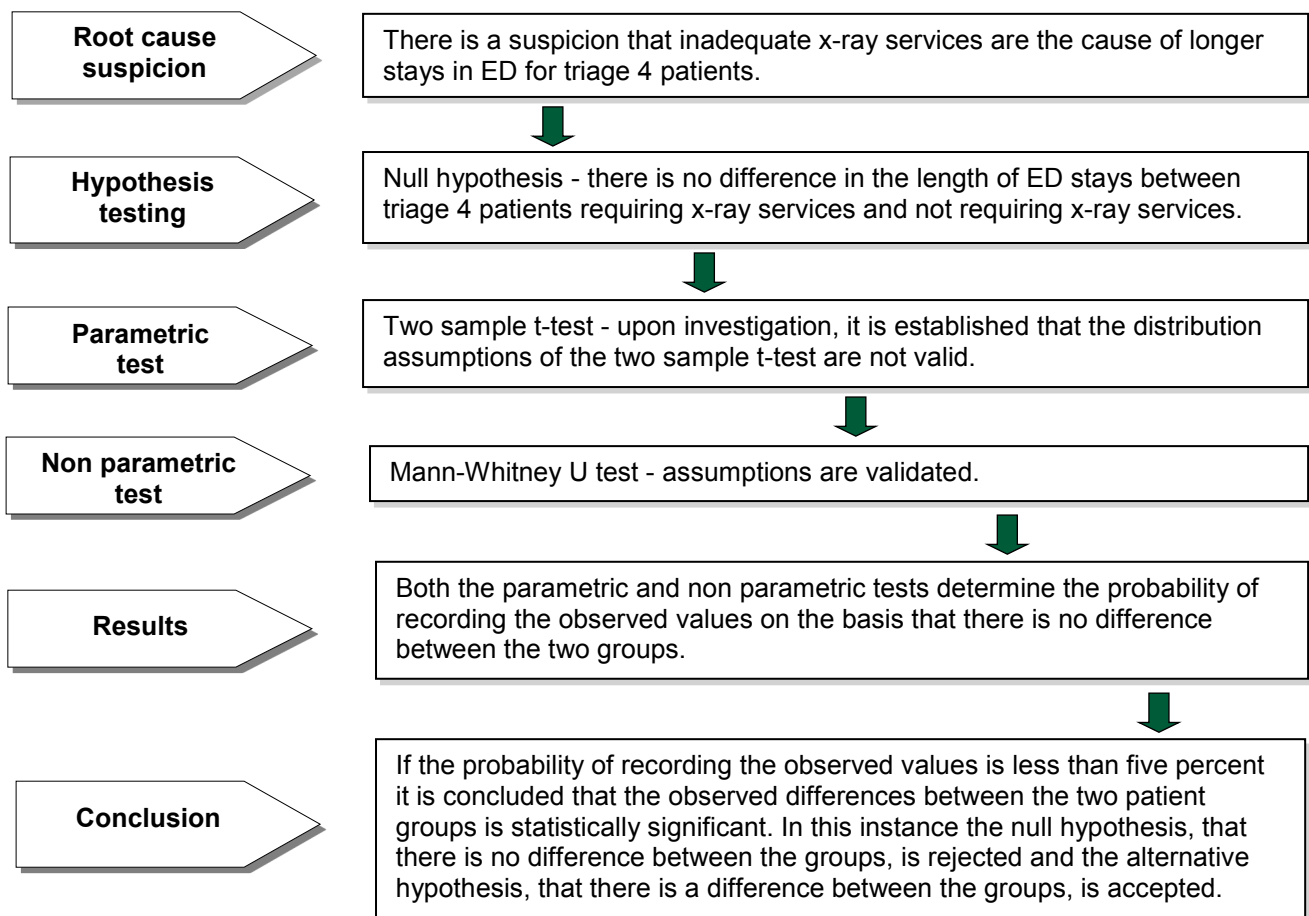 Root cause
suspicion
There is a suspicion that inadequate x-ray services are the cause of longer
stays in ED for triage 4 patients.
Hypothesis
testing
Null hypothesis - there is no difference in the length of ED stays between
triage 4 patients requiring x-ray services and not requiring x-ray services.
Parametric
test
Two sample t-test - upon investigation, it is established that the distribution
assumptions of the two sample t-test are not valid.
Non parametric
test
Mann-Whitney U test - assumptions are validated.
Results
Both the parametric and non parametric tests determine the probability of
recording the observed values on the basis that there is no difference
between the two groups.
Conclusion
If the probability of recording the observed values is less than five percent
it is concluded that the observed differences between the two patient
groups is statistically significant. In this instance the null hypothesis, that
there is no difference between the groups, is rejected and the alternative
hypothesis, that there is a difference between the groups, is accepted.